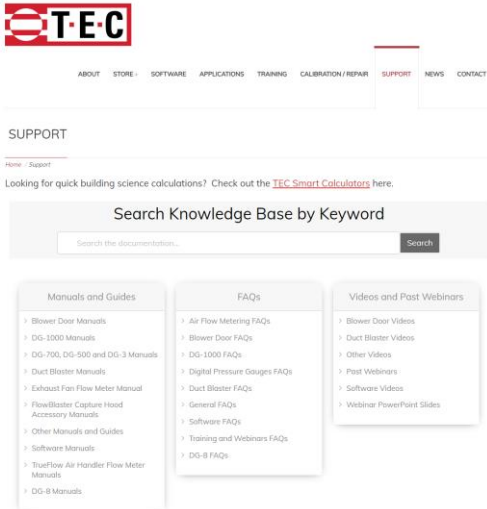 TEC
ABOUT STORE SOFTWARE APPLICATIONS TRAINING CALIBRATION / REPAIR SUPPORT NEWS CONTACT
SUPPORT
Home / Support
Looking for quick building science calculations? Check out the TEC Smart Calculators here.
Search Knowledge Base by Keyword
Search the documentation...
Search
Manuals and Guides
Blower Door Manuals
DG-1000 Manuals
DG-700, DG-500 and DG-3 Manuals
Duct Blaster Manuals
Exhaust Fan Flow Meter Manual
FlowBlaster Capture Hood
Accessory Manuals
Other Manuals and Guides
Software Manuals
TrueFlow Air Handler Flow Meter
Manuals
DG-8 Manuals
FAQs
Air Flow Metering FAQs
Blower Door FAQs
DG-1000 FAQs
Digital Pressure Gauges FAQs
Duct Blaster FAQs
General FAQs
Software FAQs
Training and Webinars FAQs
DG-8 FAQs
Videos and Past Webinars
Blower Door Videos
Duct Blaster Videos
Other Videos
Past Webinars
Software Videos
Webinar PowerPoint Slides